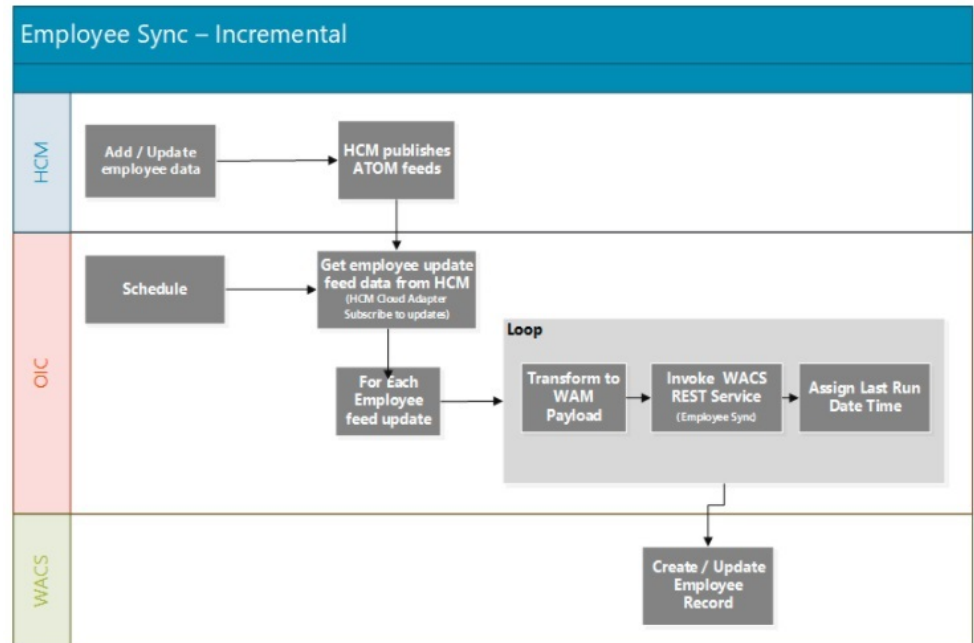 Employee Sync – Incremental
HCM
Add / Update
employee data
HCM publishes
ATOM feeds
OIC
Schedule
Get employee update
feed data from HCM
(HCM Cloud Adapter
Subscribe to updates)
For Each
Employee
feed update
Loop
Transform to
WAM
Payload
Invoke WACS
REST Service
(Employee Sync)
Assign Last Run
Date Time
WACS
Create / Update
Employee
Record